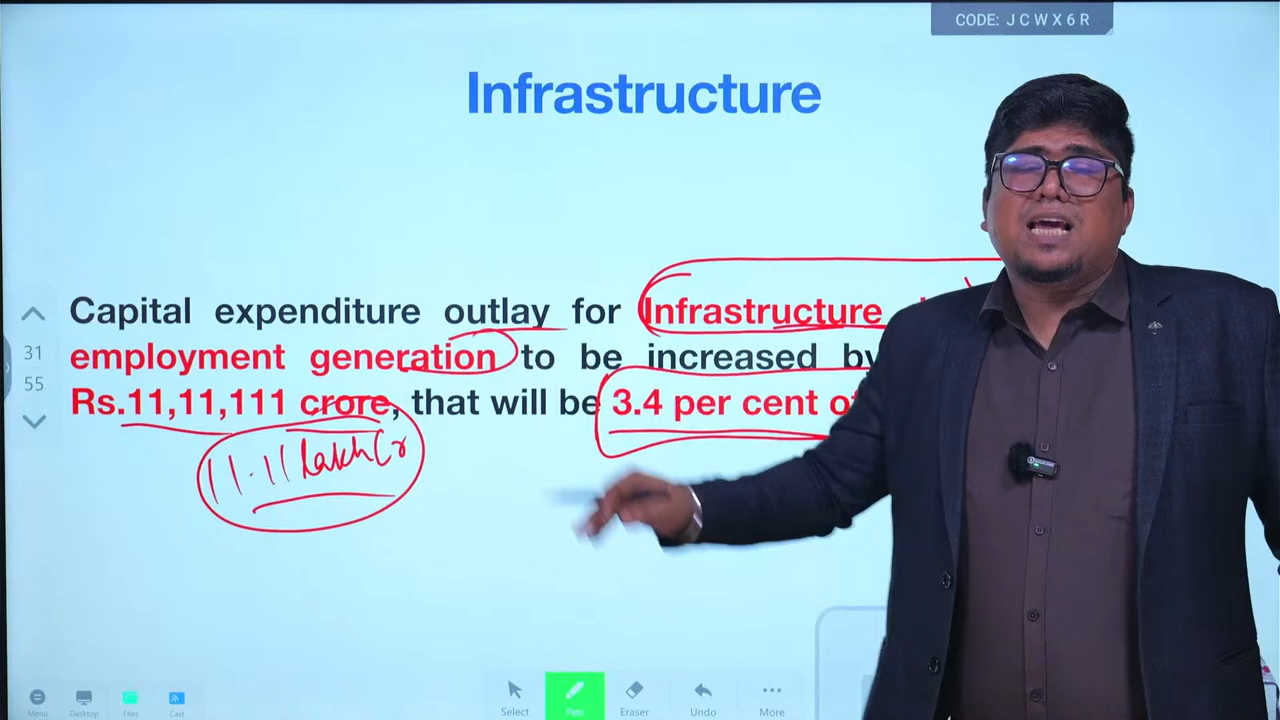 CODE: J C W X 6 R
Infrastructure
Capital expenditure outlay for Infrastructure
employment generation to be increased by
Rs.11,11,111 crore, that will be 3.4 per cent of
11.11 lakh Cr
31
55
Menu
Desktop
Files
Cast
Select
Pen
Eraser
Undo
More